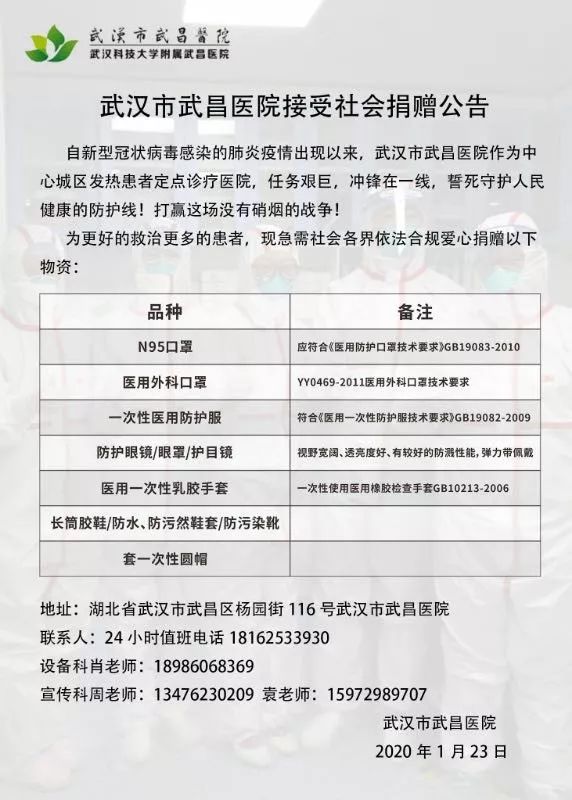 武漢市武昌醫院
武汉科技大学附属武昌医院
武汉市武昌医院接受社会捐赠公告
自新型冠状病毒感染的肺炎疫情出现以来，武汉市武昌医院作为中
心城区发热患者定点诊疗医院，任务艰巨，冲锋在一线，誓死守护人民
健康的防护线！打赢这场没有硝烟的战争！
为更好的救治更多的患者，现急需社会各界依法合规爱心捐赠以下
物资：
品种 备注
N95口罩 应符合《医用防护口罩技术要求》GB19083-2010
医用外科口罩 YY0469-2011医用外科口罩技术要求
一次性医用防护服 符合《医用一次性防护服技术要求》GB19082-2009
防护眼镜/眼罩/护目镜 视野宽阔、透亮度好、有较好的防溅性能，弹力带佩戴
医用一次性乳胶手套 一次性使用医用橡胶检查手套GB10213-2006
长筒胶鞋/防水、防污然鞋套/防污染靴
套一次性圆帽
地址：湖北省武汉市武昌区杨园街 116 号武汉市武昌医院
联系人：24 小时值班电话 18162533930
设备科肖老师：18986068369
宣传科周老师：13476230209 袁老师：15972989707
武汉市武昌医院
2020 年 1 月 23 日